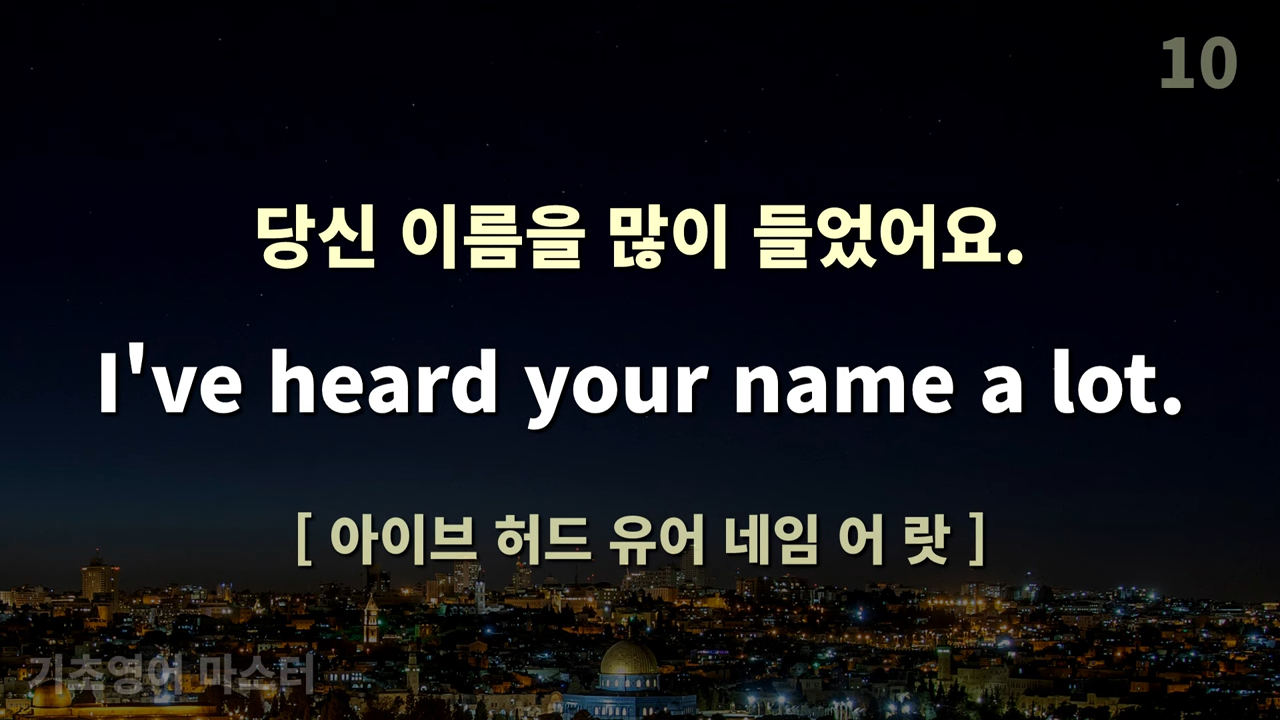 10
당신 이름을 많이 들었어요.
I've heard your name a lot.
[ 아이브 허드 유어 네임 어 랏 ]
기초영어 마스터